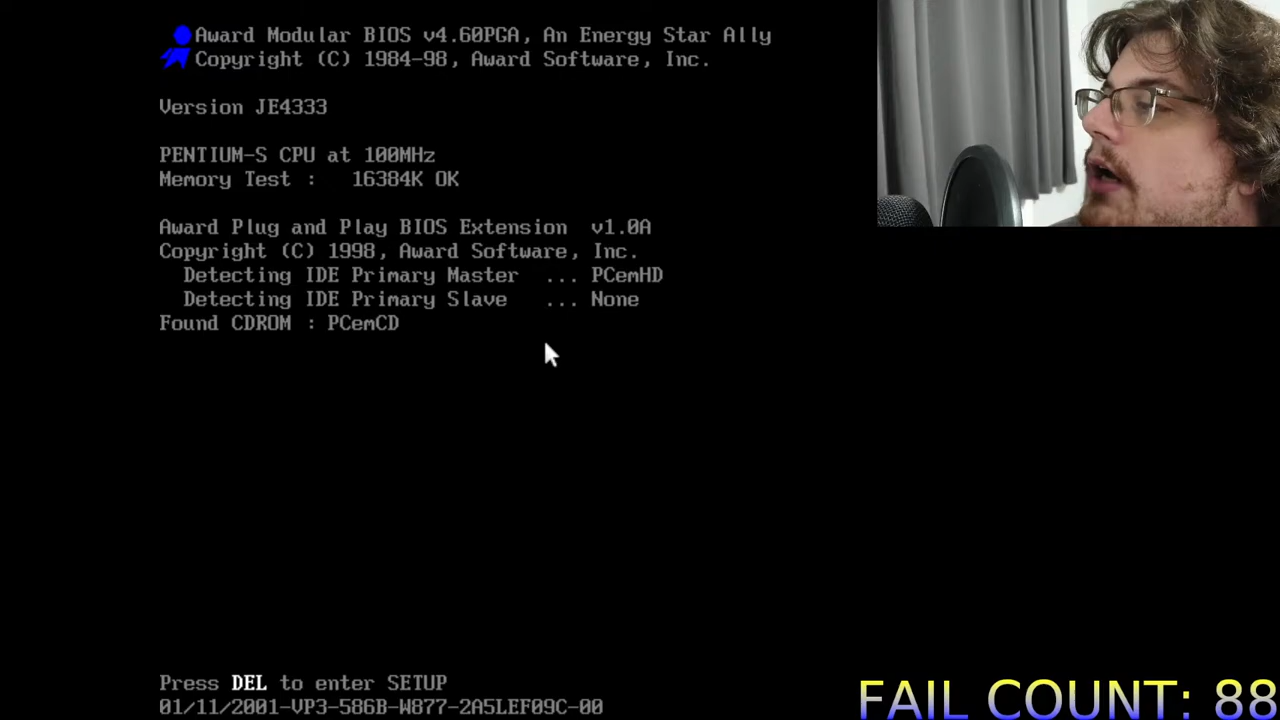 Award Modular BIOS v4.60PGA, An Energy Star Ally
Copyright (C) 1984-98, Award Software, Inc.
Version JE4333
PENTIUM-S CPU at 100MHz
Memory Test :   16384K OK
Award Plug and Play BIOS Extension  v1.0A
Copyright (C) 1998, Award Software, Inc.
Detecting IDE Primary Master  ... PCemHD
Detecting IDE Primary Slave   ... None
Found CDROM : PCemCD
Press DEL to enter SETUP
01/11/2001-VP3-586B-W877-2A5LEF09C-00
FAIL COUNT: 88